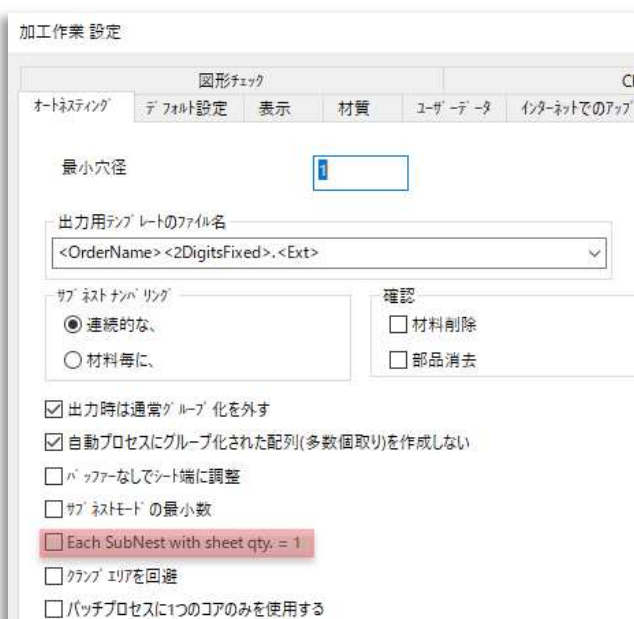 加工作業 設定
図形ﾁｪｯｸ
ｵｰﾄﾈｽﾃｨﾝｸﾞ ﾃﾞﾌｫﾙﾄ設定 表示 材質 ﾕｰｻﾞｰﾃﾞｰﾀ ｲﾝﾀｰﾈｯﾄでのｱｯﾌﾟ
最小穴径 1
出力用ﾃﾝﾌﾟﾚｰﾄのﾌｧｲﾙ名
<OrderName><2DigitsFixed>.<Ext>
ｻﾌﾞﾈｽﾄﾅﾝﾊﾞﾘﾝｸﾞ 確認
連続的な、 材料削除
材料毎に、 部品消去
出力時は通常ｸﾞﾙｰﾌﾟ化を外す
自動プロセスにグループ化された配列(多数個取り)を作成しない
ﾊﾞｯﾌｧｰなしでｼｰﾄ端に調整
ｻﾌﾞﾈｽﾄﾓｰﾄﾞの最小数
Each SubNest with sheet qty. = 1
ｸﾗﾝﾌﾟｴﾘｱを回避
バッチプロセスに1つのコアのみを使用する